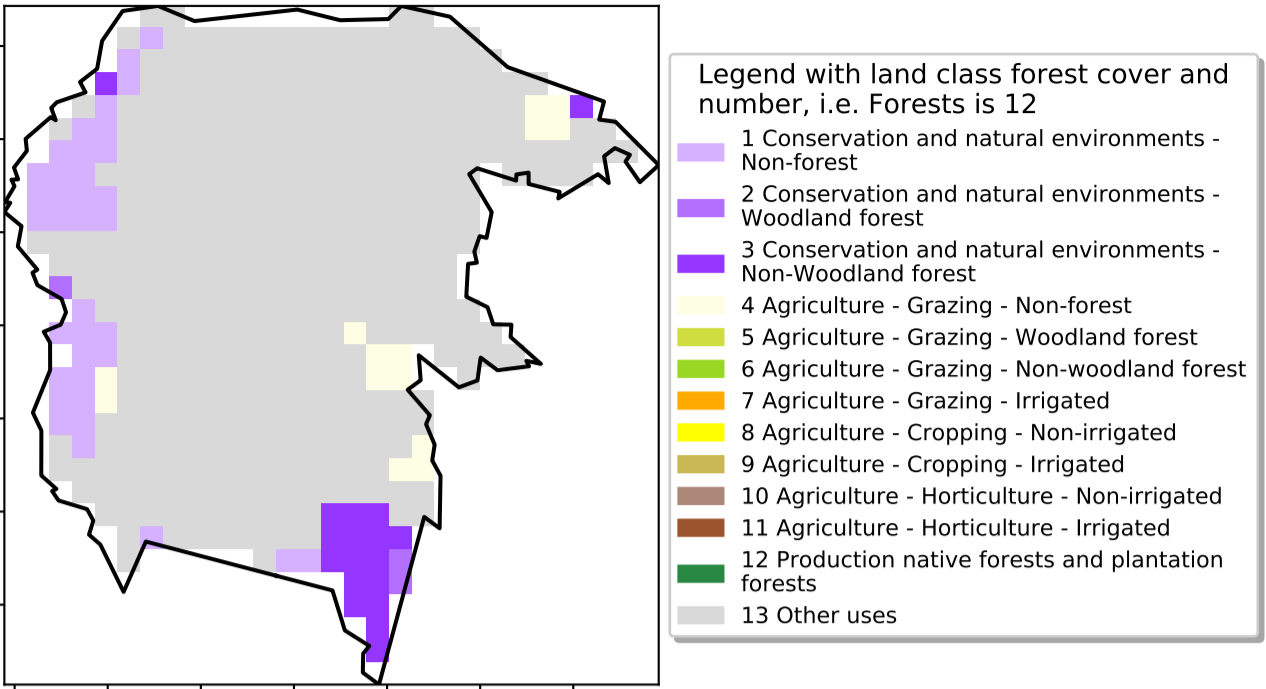 Legend with land class forest cover and
number, i.e. Forests is 12
1 Conservation and natural environments -
Non-forest
2 Conservation and natural environments -
Woodland forest
3 Conservation and natural environments -
Non-Woodland forest
4 Agriculture - Grazing - Non-forest
5 Agriculture - Grazing - Woodland forest
6 Agriculture - Grazing - Non-woodland forest
7 Agriculture - Grazing - Irrigated
8 Agriculture - Cropping - Non-irrigated
9 Agriculture - Cropping - Irrigated
10 Agriculture - Horticulture - Non-irrigated
11 Agriculture - Horticulture - Irrigated
12 Production native forests and plantation
forests
13 Other uses